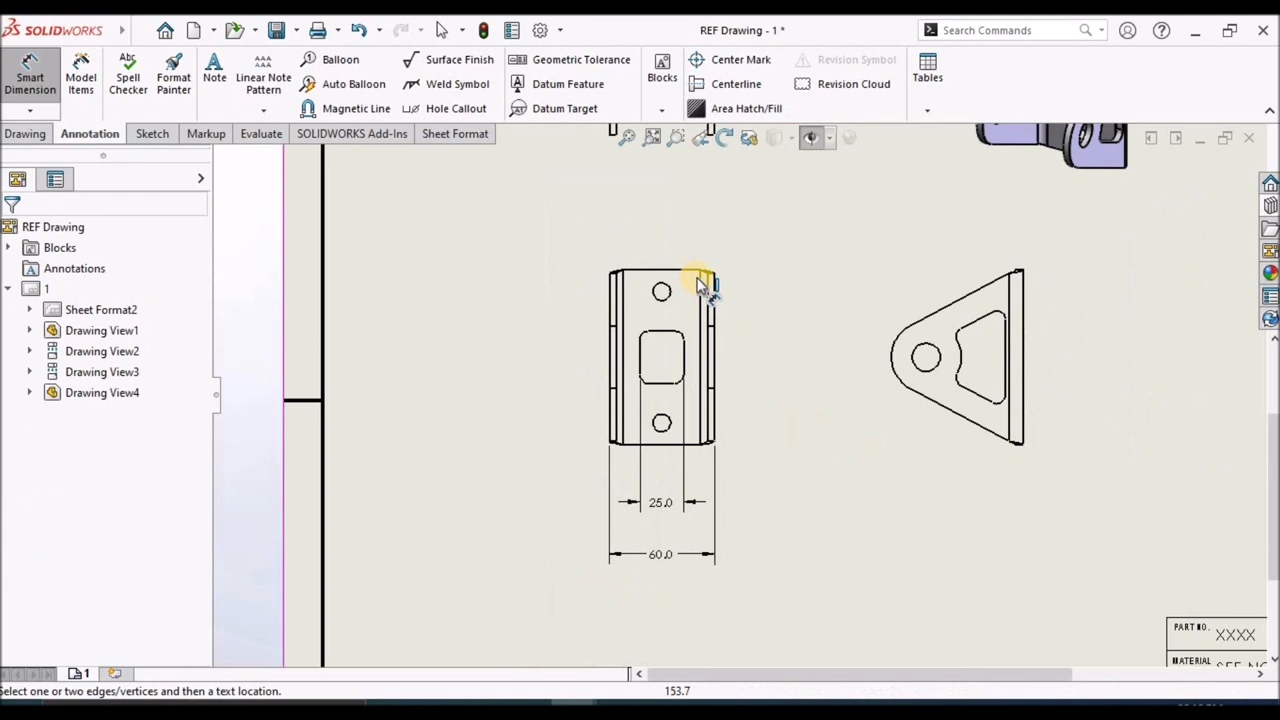 SOLIDWORKS
REF Drawing - 1 *
Search Commands
Smart Dimension
Model Items
Spell Checker
Format Painter
Note
Linear Note Pattern
Balloon
Auto Balloon
Magnetic Line
Surface Finish
Weld Symbol
Hole Callout
Geometric Tolerance
Datum Feature
Datum Target
Blocks
Center Mark
Centerline
Area Hatch/Fill
Revision Symbol
Revision Cloud
Tables
Drawing
Annotation
Sketch
Markup
Evaluate
SOLIDWORKS Add-Ins
Sheet Format
REF Drawing
Blocks
Annotations
1
Sheet Format2
Drawing View1
Drawing View2
Drawing View3
Drawing View4
25.0
60.0
PART NO.
XXXX
MATERIAL
1
Select one or two edges/vertices and then a text location.
153.7